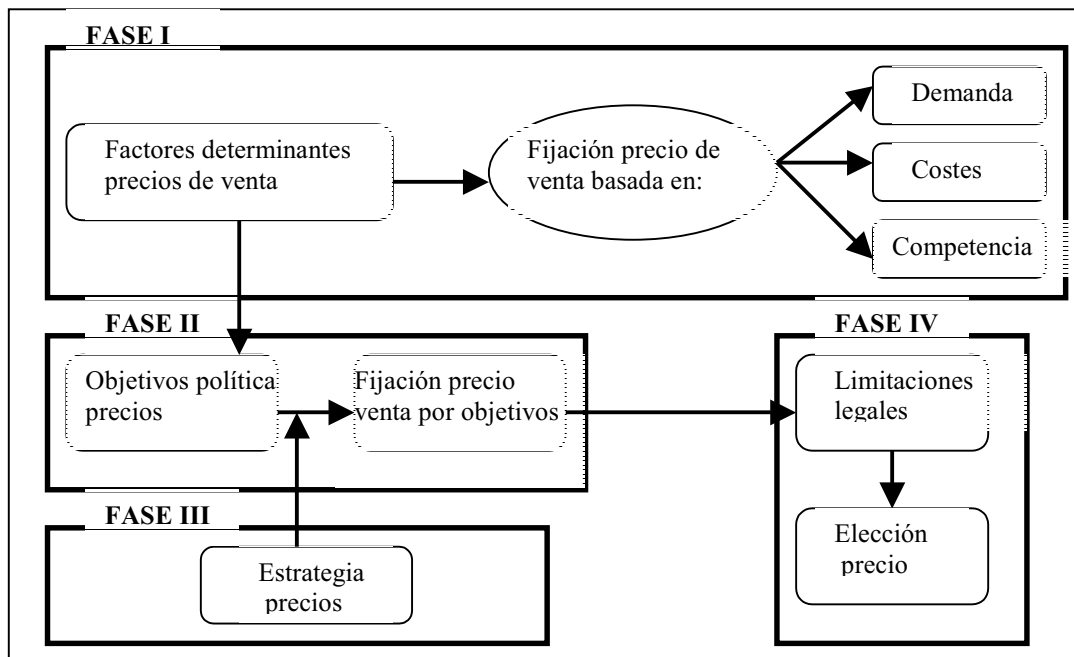 FASE I
Factores determinantes
precios de venta
Fijación precio de
venta basada en:
Demanda
Costes
Competencia
FASE II
Objetivos política
precios
Fijación precio
venta por objetivos
FASE IV
Limitaciones
legales
Elección
precio
FASE III
Estrategia
precios